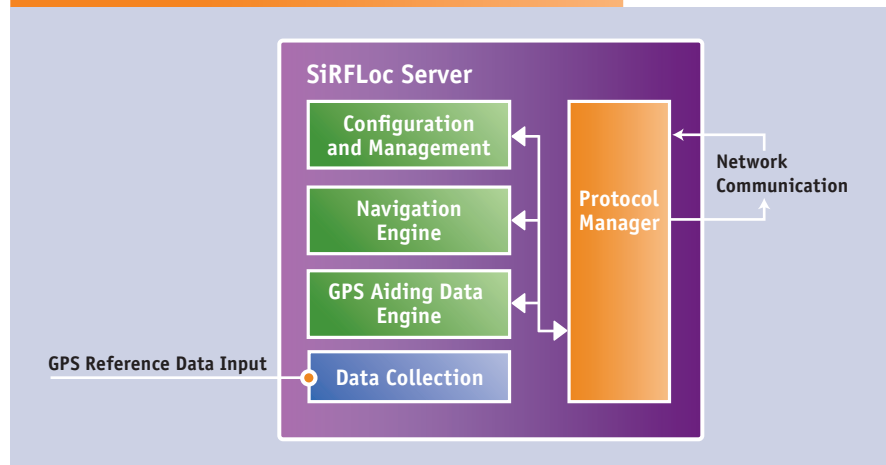 SiRFLoc Server
Configuration
and Management
Navigation
Engine
GPS Aiding Data
Engine
Data Collection
Protocol
Manager
Network
Communication
GPS Reference Data Input